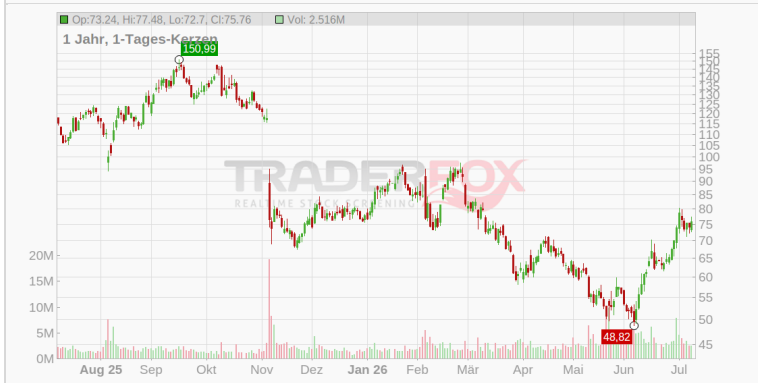 Op:73.24, Hi:77.48, Lo:72.7, Cl:75.76 Vol: 2.516M
1 Jahr, 1-Tages-Kerzen
150,99
155
150
145
140
135
130
125
120
115
110
105
100
95
90
85
80
75
70
65
60
55
50
45
TRADERFOX
REALTIME STOCK-SCREENING
20M
15M
10M
5M
0M
48,82
Aug 25 Sep Okt Nov Dez Jan 26 Feb Mär Apr Mai Jun Jul